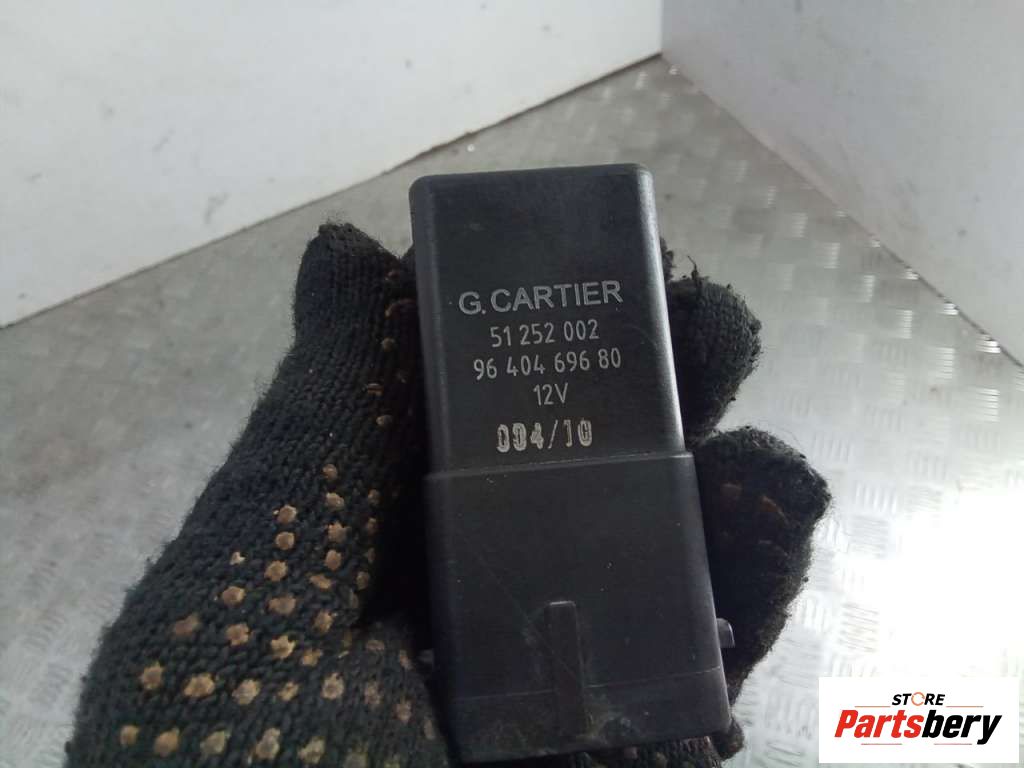 G.CARTIER
51 252 002
96 404 696 80
12V
004/10
STORE
Partsbery